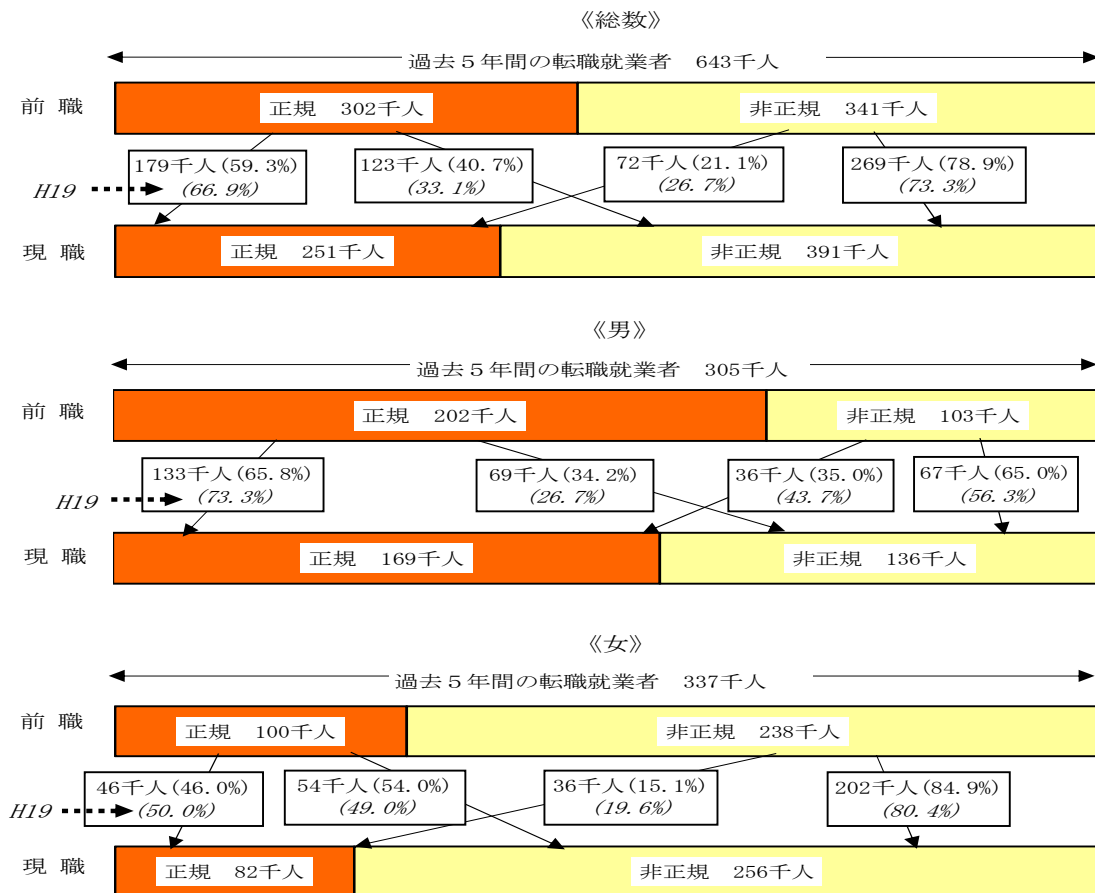 《総数》
過去５年間の転職就業者　643千人
前 職
正規　302千人
非正規　341千人
179千人(59.3%)
(66.9%)
123千人(40.7%)
(33.1%)
72千人(21.1%)
(26.7%)
269千人(78.9%)
(73.3%)
H19
現 職
正規　251千人
非正規　391千人
《男》
過去５年間の転職就業者　305千人
前 職
正規　202千人
非正規　103千人
133千人(65.8%)
(73.3%)
69千人(34.2%)
(26.7%)
36千人(35.0%)
(43.7%)
67千人(65.0%)
(56.3%)
H19
現 職
正規　169千人
非正規　136千人
《女》
過去５年間の転職就業者　337千人
前 職
正規　100千人
非正規　238千人
46千人(46.0%)
(50.0%)
54千人(54.0%)
(49.0%)
36千人(15.1%)
(19.6%)
202千人(84.9%)
(80.4%)
H19
現 職
正規　82千人
非正規　256千人